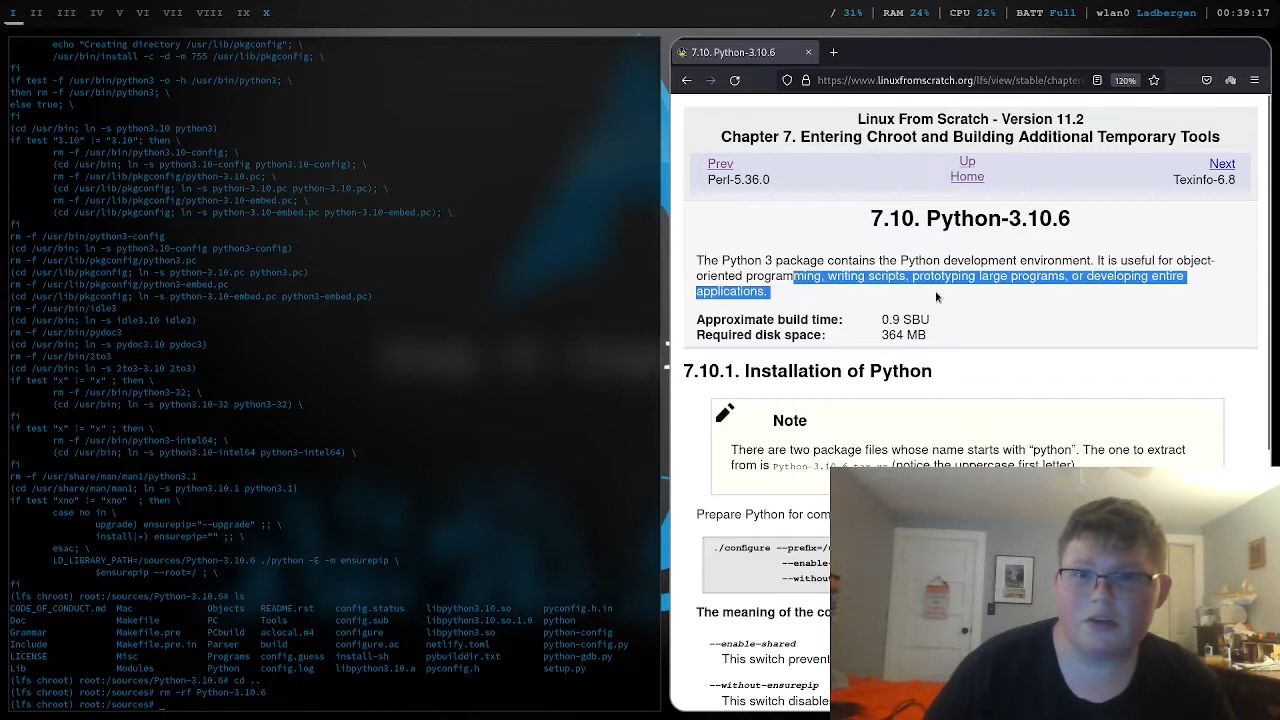 I II III IV V VI VII VIII IX X
/ 31% | RAM 24% | CPU 22% | BATT Full | wlan0 Ladbergen | 00:39:17
echo "Creating directory /usr/lib/pkgconfig"; \
/usr/bin/install -c -d -m 755 /usr/lib/pkgconfig; \
fi
if test -f /usr/bin/python3 -o -h /usr/bin/python3; \
then rm -f /usr/bin/python3; \
else true; \
fi
(cd /usr/bin; ln -s python3.10 python3)
if test "3.10" != "3.10"; then \
rm -f /usr/bin/python3.10-config; \
(cd /usr/bin; ln -s python3.10-config python3.10-config); \
rm -f /usr/lib/pkgconfig/python-3.10.pc; \
(cd /usr/lib/pkgconfig; ln -s python-3.10.pc python-3.10.pc); \
rm -f /usr/lib/pkgconfig/python-3.10-embed.pc; \
(cd /usr/lib/pkgconfig; ln -s python-3.10-embed.pc python-3.10-embed.pc); \
fi
rm -f /usr/bin/python3-config
(cd /usr/bin; ln -s python3.10-config python3-config)
rm -f /usr/lib/pkgconfig/python3.pc
(cd /usr/lib/pkgconfig; ln -s python-3.10.pc python3.pc)
rm -f /usr/lib/pkgconfig/python3-embed.pc
(cd /usr/lib/pkgconfig; ln -s python-3.10-embed.pc python3-embed.pc)
rm -f /usr/bin/idle3
(cd /usr/bin; ln -s idle3.10 idle3)
rm -f /usr/bin/pydoc3
(cd /usr/bin; ln -s pydoc3.10 pydoc3)
rm -f /usr/bin/2to3
(cd /usr/bin; ln -s 2to3-3.10 2to3)
if test "x" != "x" ; then \
rm -f /usr/bin/python3-32; \
(cd /usr/bin; ln -s python3.10-32 python3-32) \
fi
if test "x" != "x" ; then \
rm -f /usr/bin/python3-intel64; \
(cd /usr/bin; ln -s python3.10-intel64 python3-intel64) \
fi
rm -f /usr/share/man/man1/python3.1
(cd /usr/share/man/man1; ln -s python3.10.1 python3.1)
if test "xno" != "xno" ; then \
case no in \
upgrade) ensurepip="--upgrade" ;; \
install|*) ensurepip="" ;; \
esac; \
LD_LIBRARY_PATH=/sources/Python-3.10.6 ./python -E -m ensurepip \
$ensurepip --root=/ ; \
fi
(lfs chroot) root:/sources/Python-3.10.6# ls
CODE_OF_CONDUCT.md Mac Objects README.rst config.status libpython3.10.so pyconfig.h.in
Doc Makefile PC Tools config.sub libpython3.10.so.1.0 python
Grammar Makefile.pre PCbuild aclocal.m4 configure libpython3.so python-config
Include Makefile.pre.in Parser build configure.ac netlify.toml python-config.py
LICENSE Misc Programs config.guess install-sh pybuilddir.txt python-gdb.py
Lib Modules Python config.log libpython3.10.a pyconfig.h setup.py
(lfs chroot) root:/sources/Python-3.10.6# cd ..
(lfs chroot) root:/sources# rm -rf Python-3.10.6
(lfs chroot) root:/sources# _
7.10. Python-3.10.6
https://www.linuxfromscratch.org/lfs/view/stable/chapter 120%
Linux From Scratch - Version 11.2
Chapter 7. Entering Chroot and Building Additional Temporary Tools
Prev Up Next
Perl-5.36.0 Home Texinfo-6.8
7.10. Python-3.10.6
The Python 3 package contains the Python development environment. It is useful for object-
oriented programming, writing scripts, prototyping large programs, or developing entire
applications.
Approximate build time: 0.9 SBU
Required disk space: 364 MB
7.10.1. Installation of Python
Note
There are two package files whose name starts with “python”. The one to extract
from is Python-3.10.6.tar.xz (notice the uppercase first letter).
Prepare Python for com
./configure --prefix=/
--enable-
--witho
The meaning of the co
--enable-shared
This switch prevent
--without-ensurepip
This switch disable